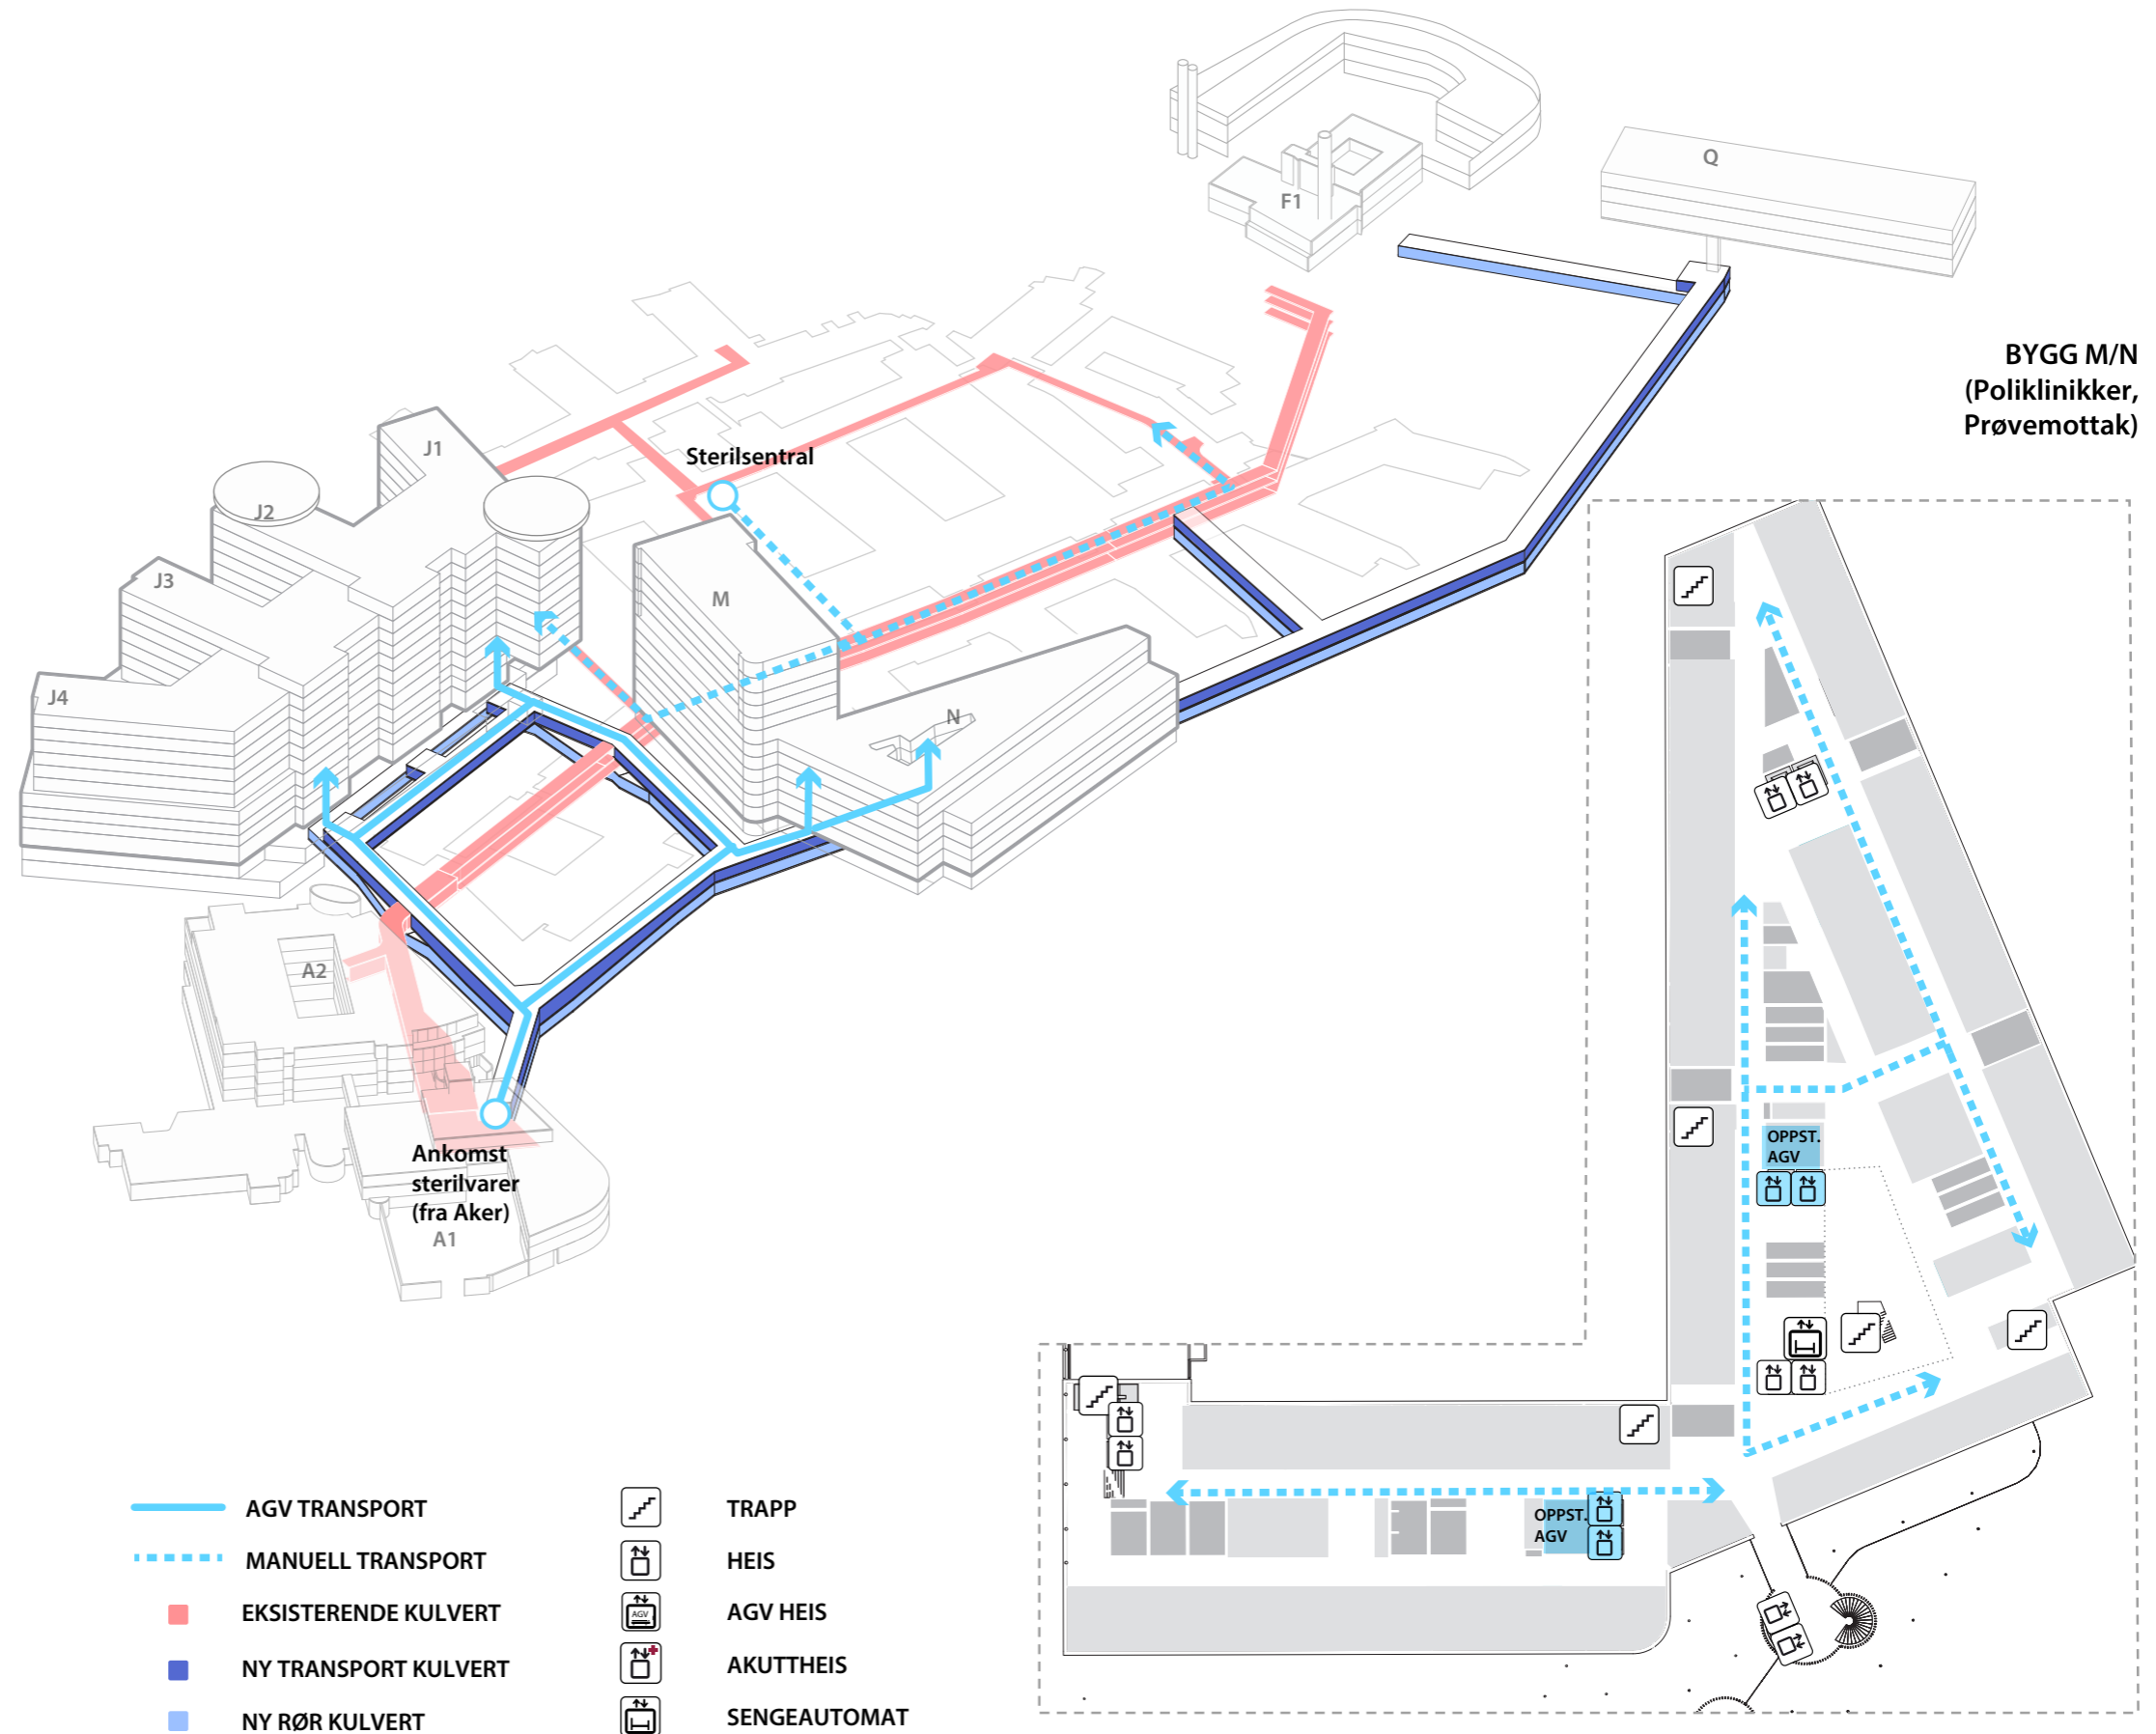 Q
F1
BYGG M/N
(Poliklinikker,
Prøvemottak)
J1
Sterilsentral
J2
J3
M
J4
N
A2
Ankomst
sterilvarer
(fra Aker)
A1
OPPST.
AGV
OPPST.
AGV
AGV TRANSPORT
MANUELL TRANSPORT
EKSISTERENDE KULVERT
NY TRANSPORT KULVERT
NY RØR KULVERT
TRAPP
HEIS
AGV
AGV HEIS
AKUTTHEIS
SENGEAUTOMAT